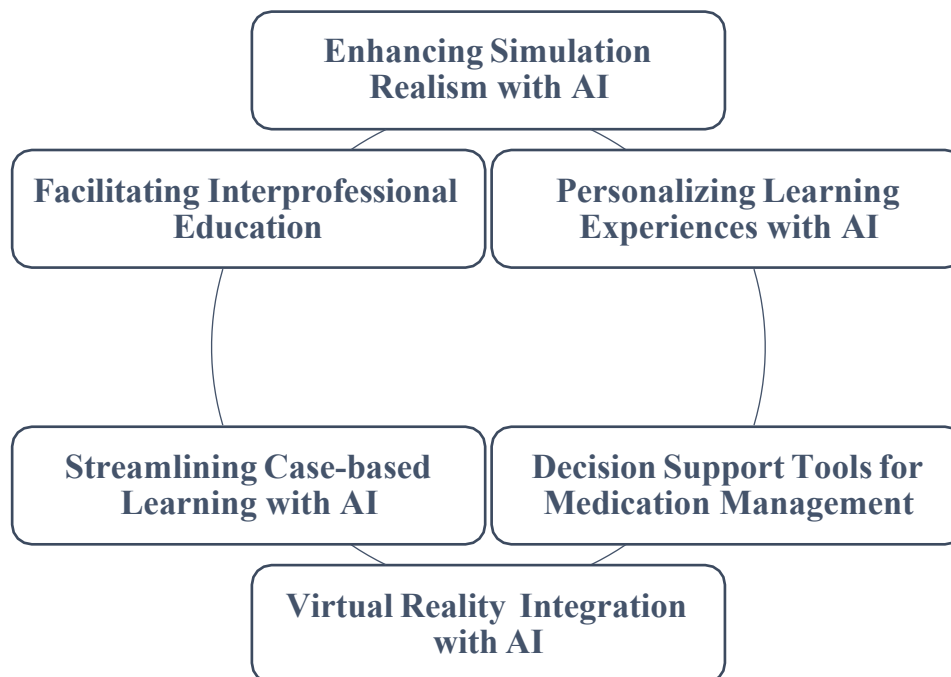 Enhancing Simulation
Realism with AI
Facilitating Interprofessional
Education
Personalizing Learning
Experiences with AI
Streamlining Case-based
Learning with AI
Decision Support Tools for
Medication Management
Virtual Reality Integration
with AI